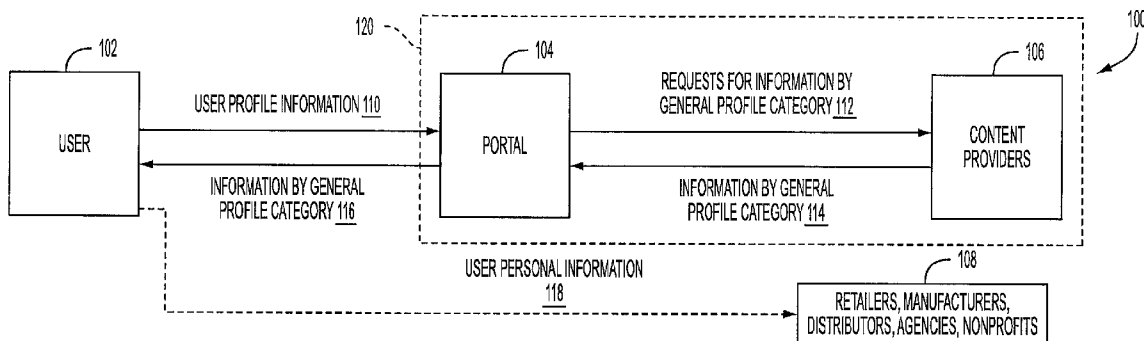 100
120
102
104
106
USER
USER PROFILE INFORMATION 110
PORTAL
REQUESTS FOR INFORMATION BY
GENERAL PROFILE CATEGORY 112
CONTENT
PROVIDERS
INFORMATION BY GENERAL
PROFILE CATEGORY 116
INFORMATION BY GENERAL
PROFILE CATEGORY 114
USER PERSONAL INFORMATION
118
108
RETAILERS, MANUFACTURERS,
DISTRIBUTORS, AGENCIES, NONPROFITS